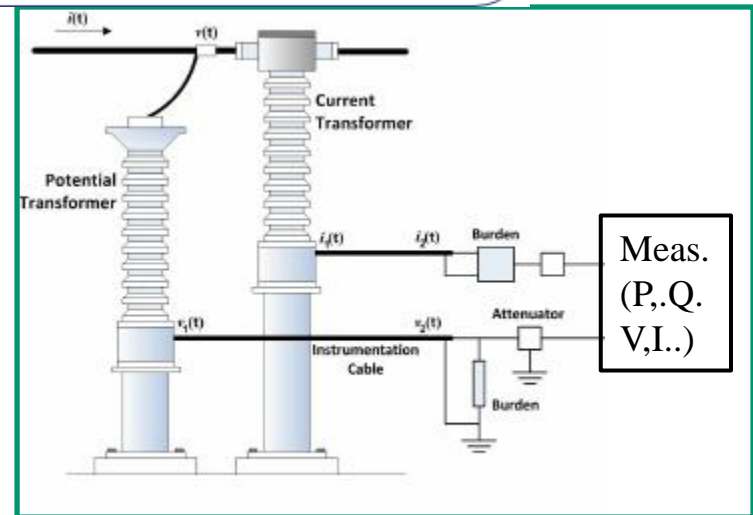 i(t)
v(t)
Current
Transformer
Potential
Transformer
i₁(t)
i₂(t)
Burden
Meas.
(P,.Q.
V,I..)
v₁(t)
v₂(t)
Attenuator
Instrumentation
Cable
Burden